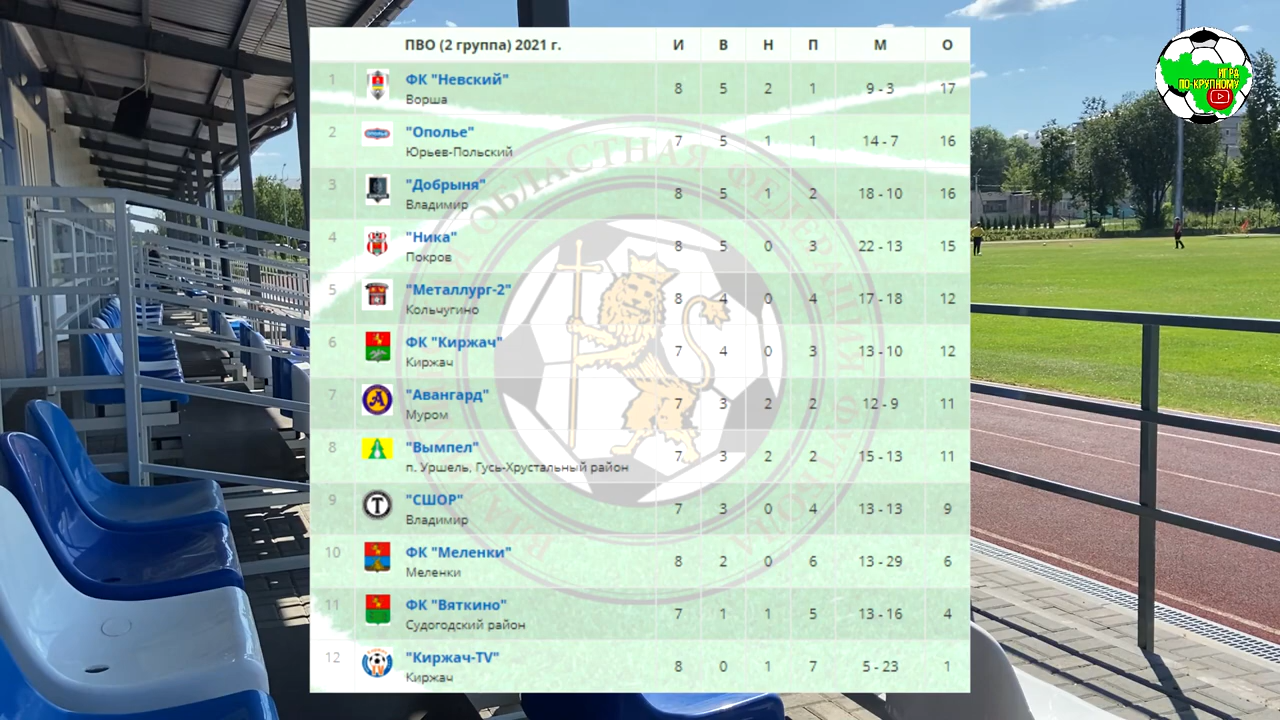 ПВО (2 группа) 2021 г. И В Н П М О
1 ФК "Невский" 8 5 2 1 9 - 3 17
Ворша
2 "Ополье" 7 5 1 1 14 - 7 16
Юрьев-Польский
3 "Добрыня" 8 5 1 2 18 - 10 16
Владимир
4 "Ника" 8 5 0 3 22 - 13 15
Покров
5 "Металлург-2" 8 4 0 4 17 - 18 12
Кольчугино
6 ФК "Киржач" 7 4 0 3 13 - 10 12
Киржач
7 "Авангард" 7 3 2 2 12 - 9 11
Муром
8 "Вымпел" 7 3 2 2 15 - 13 11
п. Уршель, Гусь-Хрустальный район
9 "СШОР" 7 3 0 4 13 - 13 9
Владимир
10 ФК "Меленки" 8 2 0 6 13 - 29 6
Меленки
11 ФК "Вяткино" 7 1 1 5 13 - 16 4
Судогодский район
12 "Киржач-TV" 8 0 1 7 5 - 23 1
Киржач
ИГРА
ПО-КРУПНОМУ